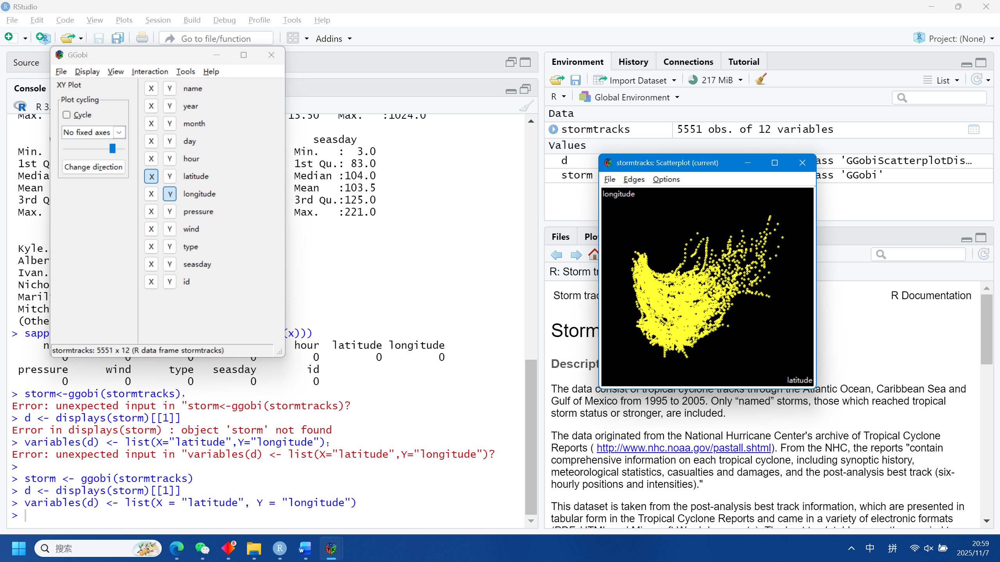 RStudio
File Edit Code View Plots Session Build Debug Profile Tools Help
Go to file/function
Addins
Project: (None)
Source
GGobi
File Display View Interaction Tools Help
XY Plot
Plot cycling
Cycle
No fixed axes
Change direction
X Y name
X Y year
X Y month
X Y day
X Y hour
X Y latitude
X Y longitude
X Y pressure
X Y wind
X Y type
X Y seasday
X Y id
stormtracks: 5551 x 12 (R data frame stormtracks)
Console
R 3.
Max. 13.50 Max. :1024.0
seasday
Min. Min. : 3.0
1st Q 1st Qu.: 83.0
Media Median :104.0
Mean Mean :103.5
3rd Q 3rd Qu.:125.0
Max. Max. :221.0
Kyle.
Alber
Ivan.
Nicho
Maril
Mitch
(Othe
> sapp (x)))
n hour latitude longitude
0 0 0 0 0 0 0
pressure wind type seasday id
0 0 0 0 0
> storm<-ggobi(stormtracks)，
Error: unexpected input in "storm<-ggobi(stormtracks)?
> d <- displays(storm)[[1]]
Error in displays(storm) : object 'storm' not found
> variables(d) <- list(X="latitude",Y="longitude")；
Error: unexpected input in "variables(d) <- list(X="latitude",Y="longitude")?
>
> storm <- ggobi(stormtracks)
> d <- displays(storm)[[1]]
> variables(d) <- list(X = "latitude", Y = "longitude")
>
Environment History Connections Tutorial
Import Dataset 217 MiB List
R Global Environment
Data
stormtracks 5551 obs. of 12 variables
Values
d ass 'GGobiScatterplotDis…
storm ass 'GGobi'
stormtracks: Scatterplot (current)
File Edges Options
longitude
latitude
Files Plo
R: Storm tr
Storm trac R Documentation
Storm
Descript
The data consist of tropical cyclone tracks through the Atlantic Ocean, Caribbean Sea and
Gulf of Mexico from 1995 to 2005. Only “named” storms, those which reached tropical
storm status or stronger, are included.
The data originated from the National Hurricane Center's archive of Tropical Cyclone
Reports ( http://www.nhc.noaa.gov/pastall.shtml). From the NHC, the reports "contain
comprehensive information on each tropical cyclone, including synoptic history,
meteorological statistics, casualties and damages, and the post-analysis best track (six-
hourly positions and intensities)."
This dataset is taken from the post-analysis best track information, which are presented in
tabular form in the Tropical Cyclone Reports and came in a variety of electronic formats
搜索
8
中 拼
20:59
2025/11/7